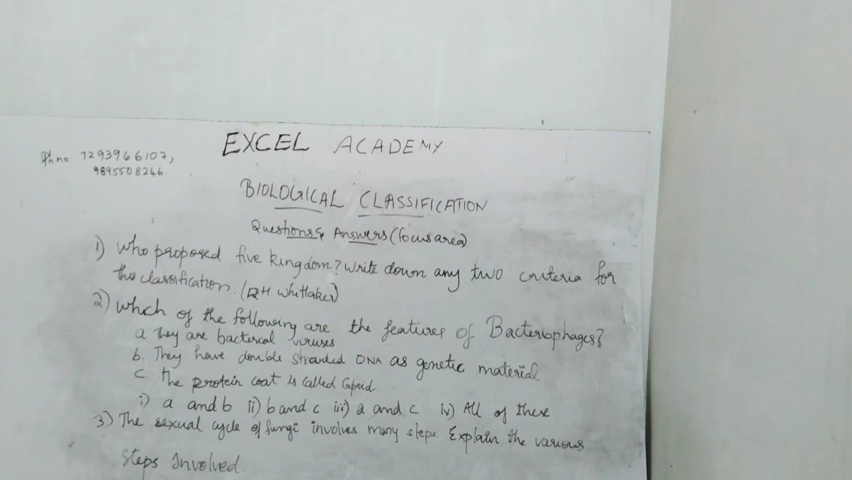 EXCEL ACADEMY
Ph no 7293966107,
9895508246.
BIOLOGICAL CLASSIFICATION
Questions & Answers (focus area)
1) Who proposed five kingdom? Write down any two criteria for
the classification. (RH Whittaker)
2) Which of the following are the features of Bacteriophages?
a. They are bacterial viruses
b. They have double stranded DNA as genetic material
c. The protein coat is called Capsid
i) a and b ii) b and c iii) a and c iv) All of these
3) The sexual cycle of fungi involves many steps. Explain the various
Steps Involved